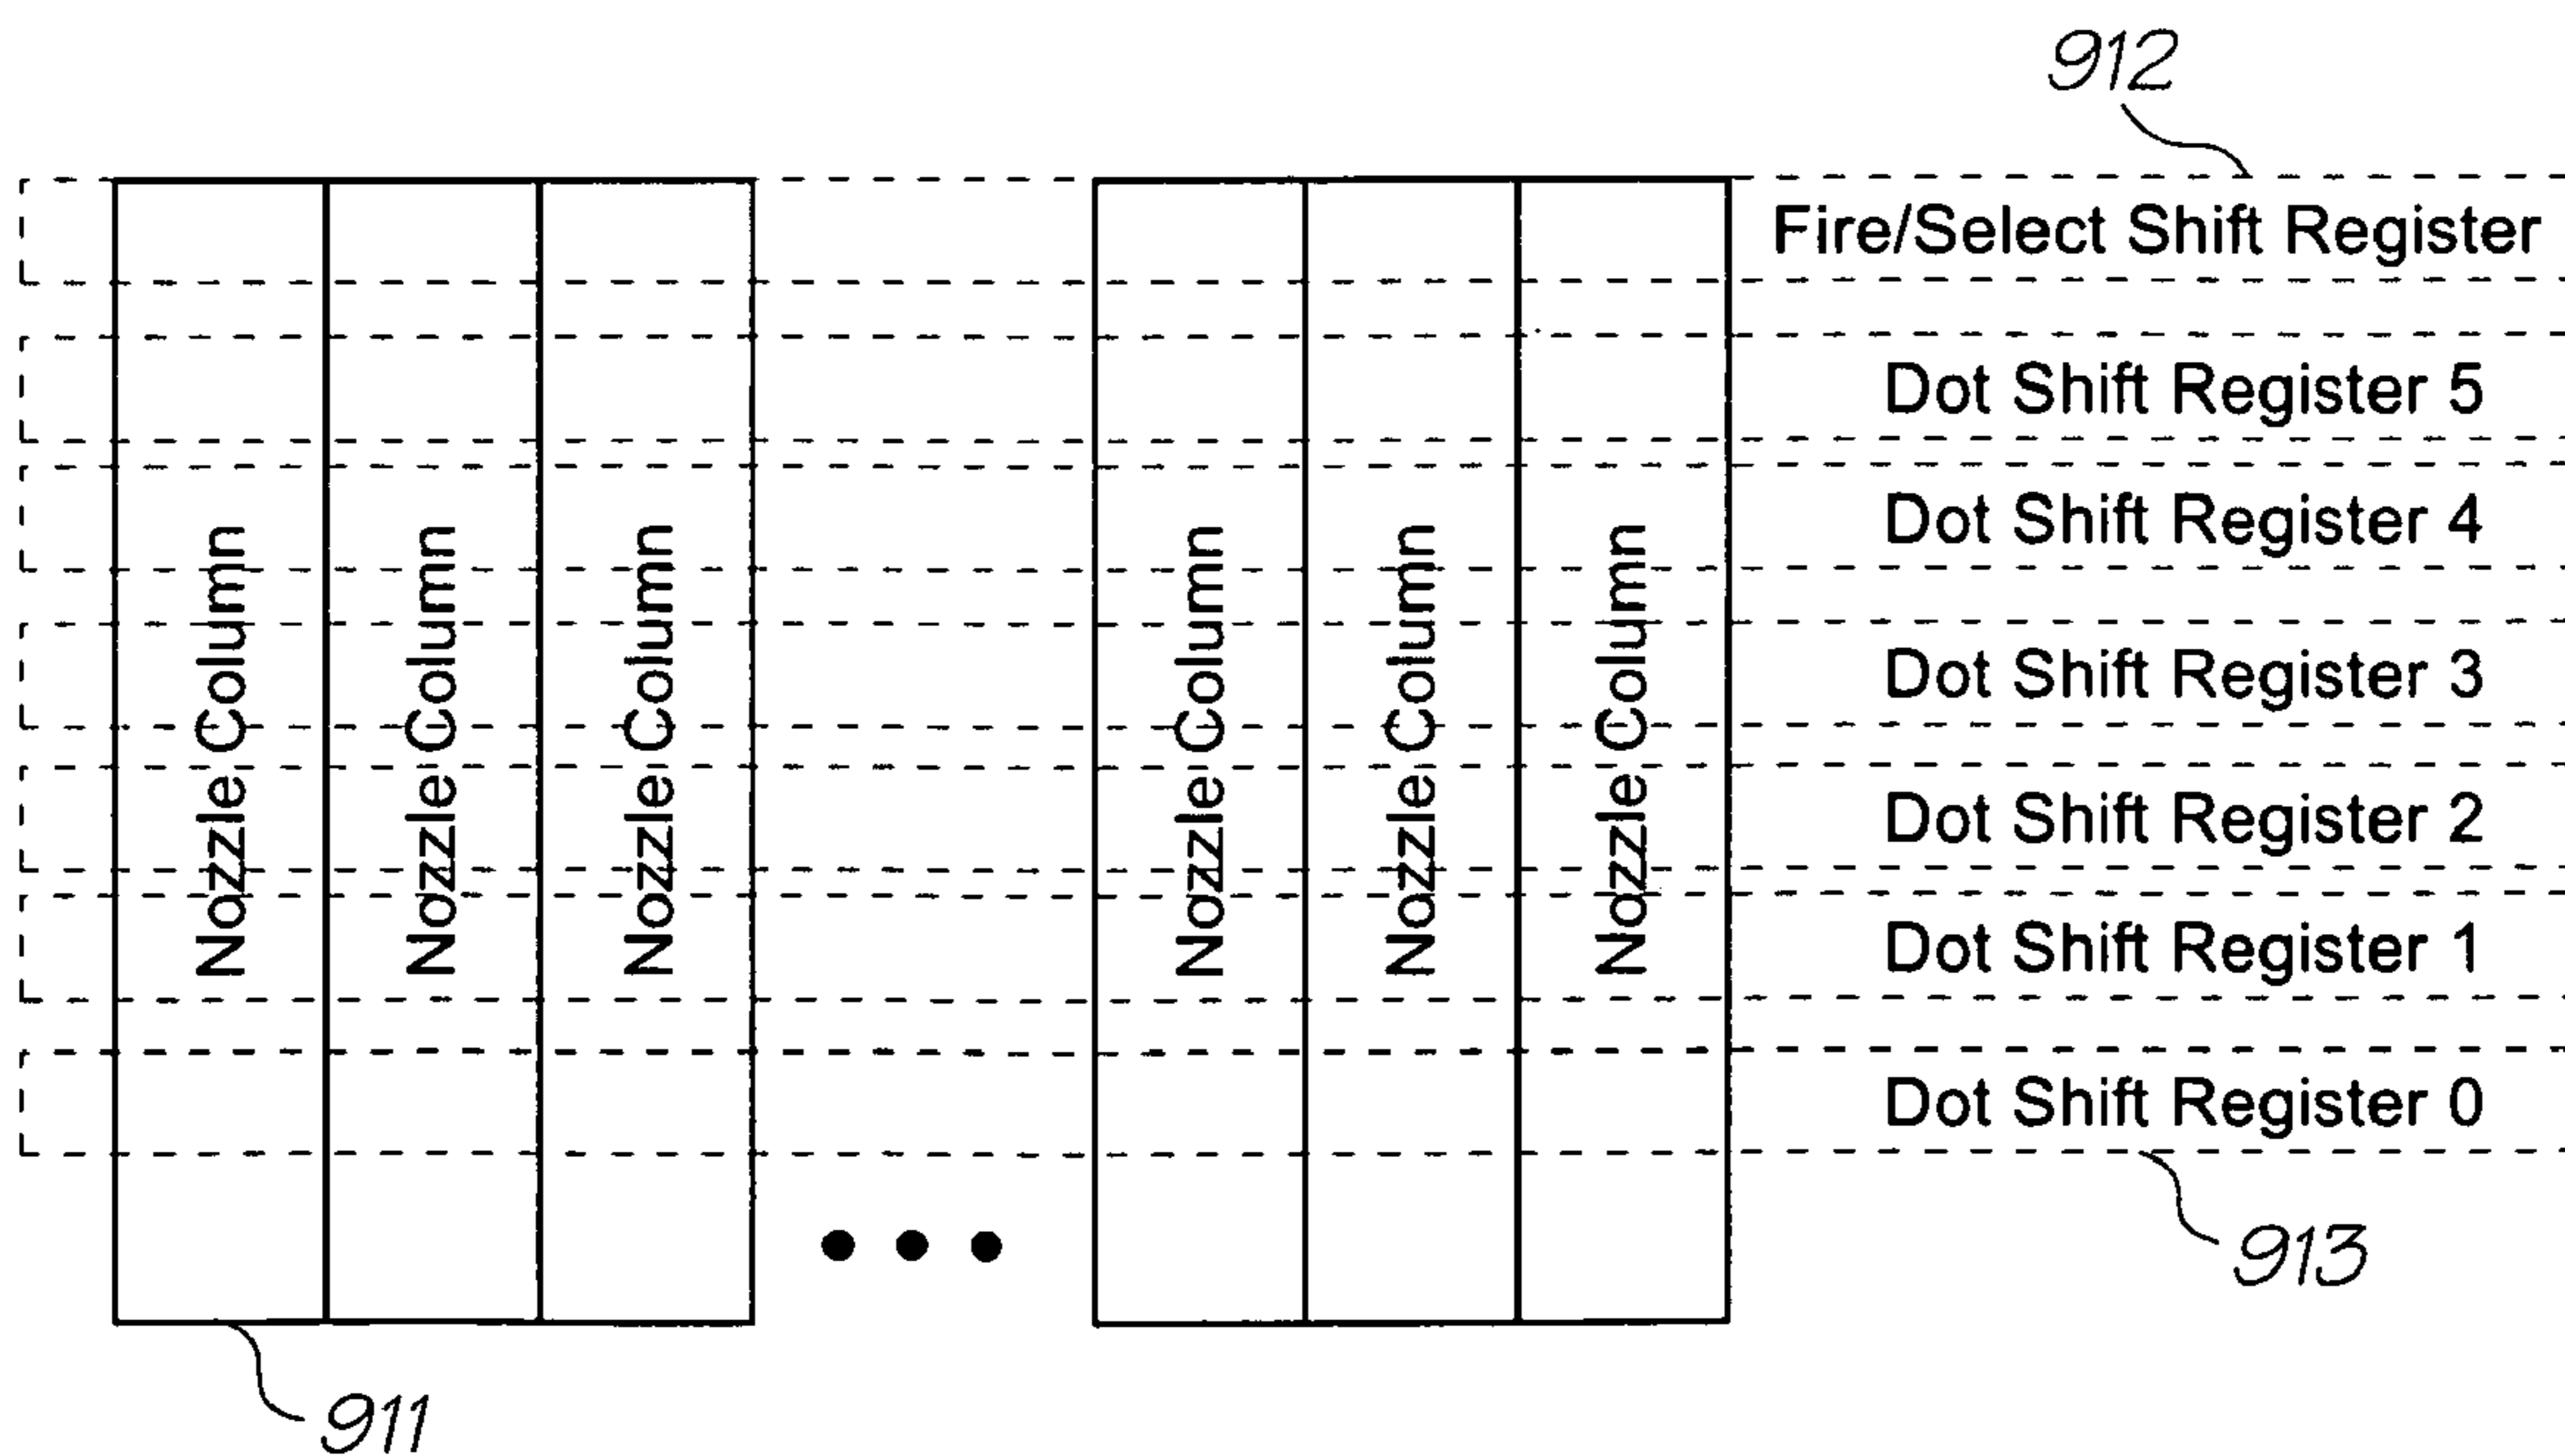 912
Fire/Select Shift Register
Dot Shift Register 5
Dot Shift Register 4
Dot Shift Register 3
Dot Shift Register 2
Dot Shift Register 1
Dot Shift Register 0
Nozzle Column
Nozzle Column
Nozzle Column
Nozzle Column
Nozzle Column
Nozzle Column
913
911